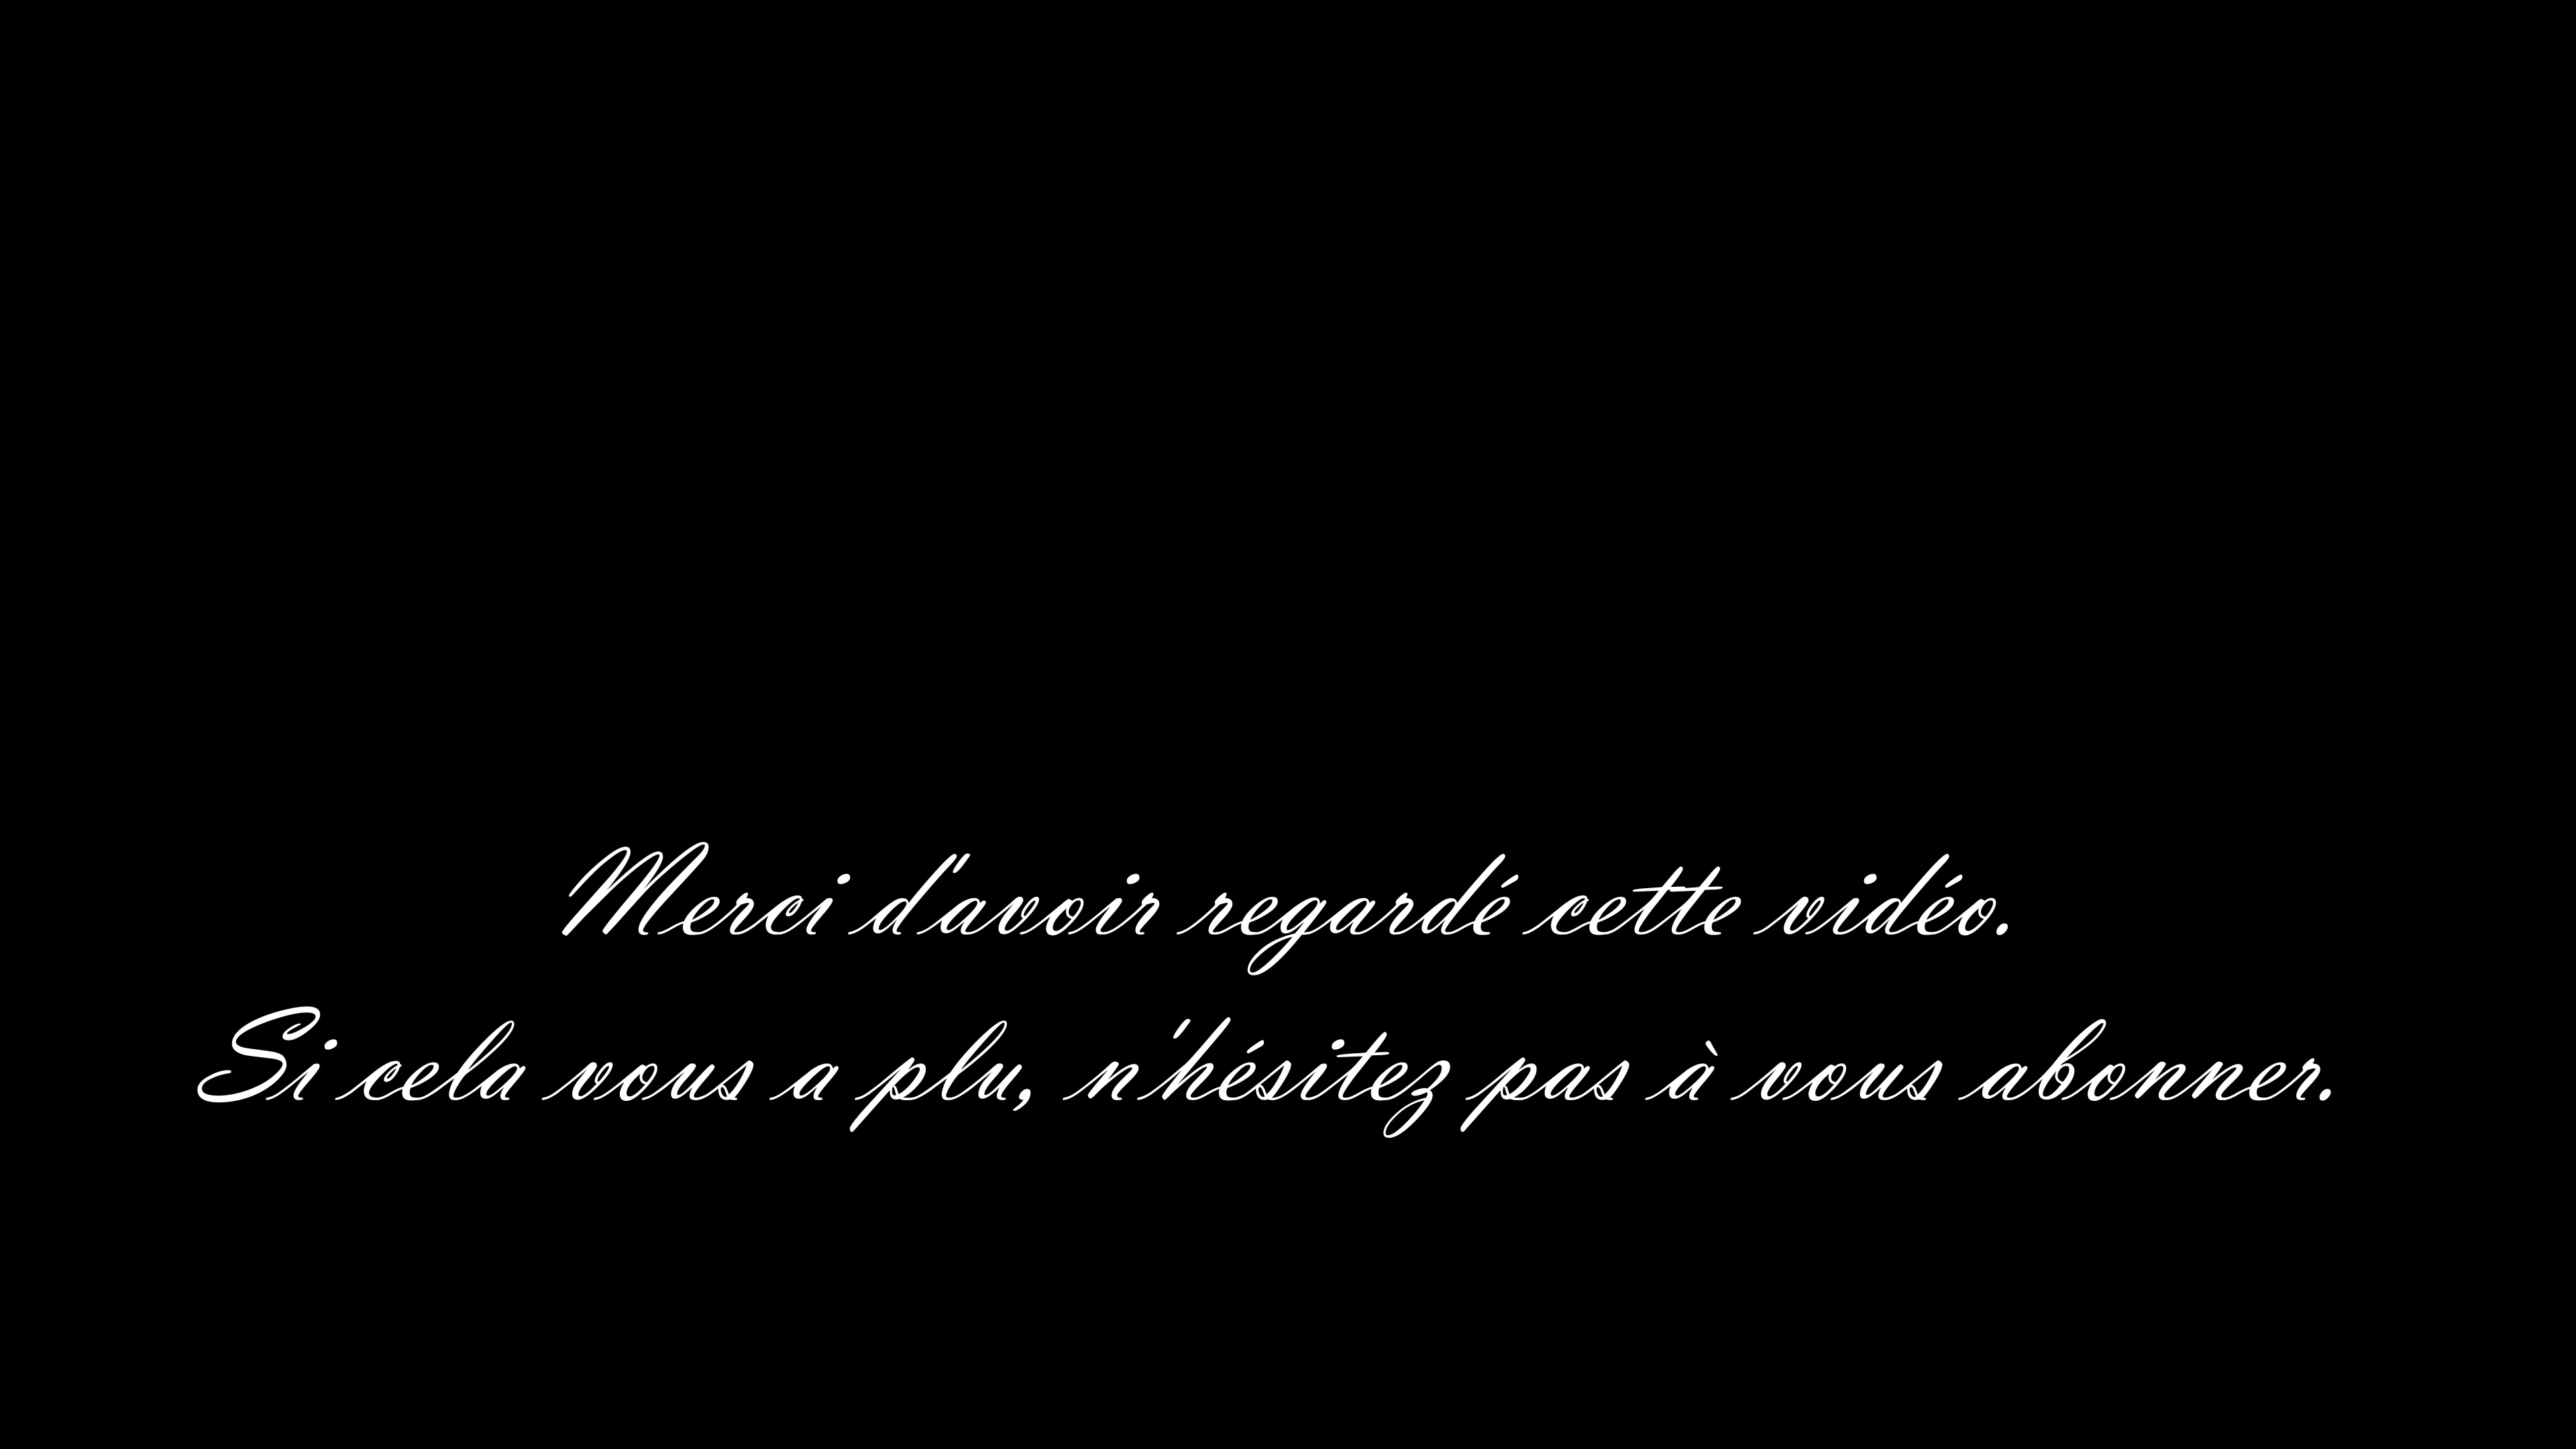 Merci d'avoir regardé cette vidéo.
Si cela vous a plu, n'hésitez pas à vous abonner.